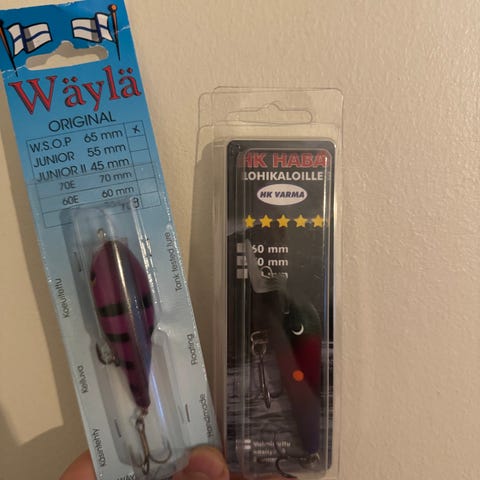 Wäylä
ORIGINAL
W.S.O.P 65 mm x
JUNIOR 55 mm
JUNIOR II 45 mm
70E 70 mm
60E 60 mm
Koeuitettu
Kelluva
Käsintehty
Tank tested lure
Floating
Handmade
HK HABA
LOHIKALOILLE
HK VARMA
60 mm
mm